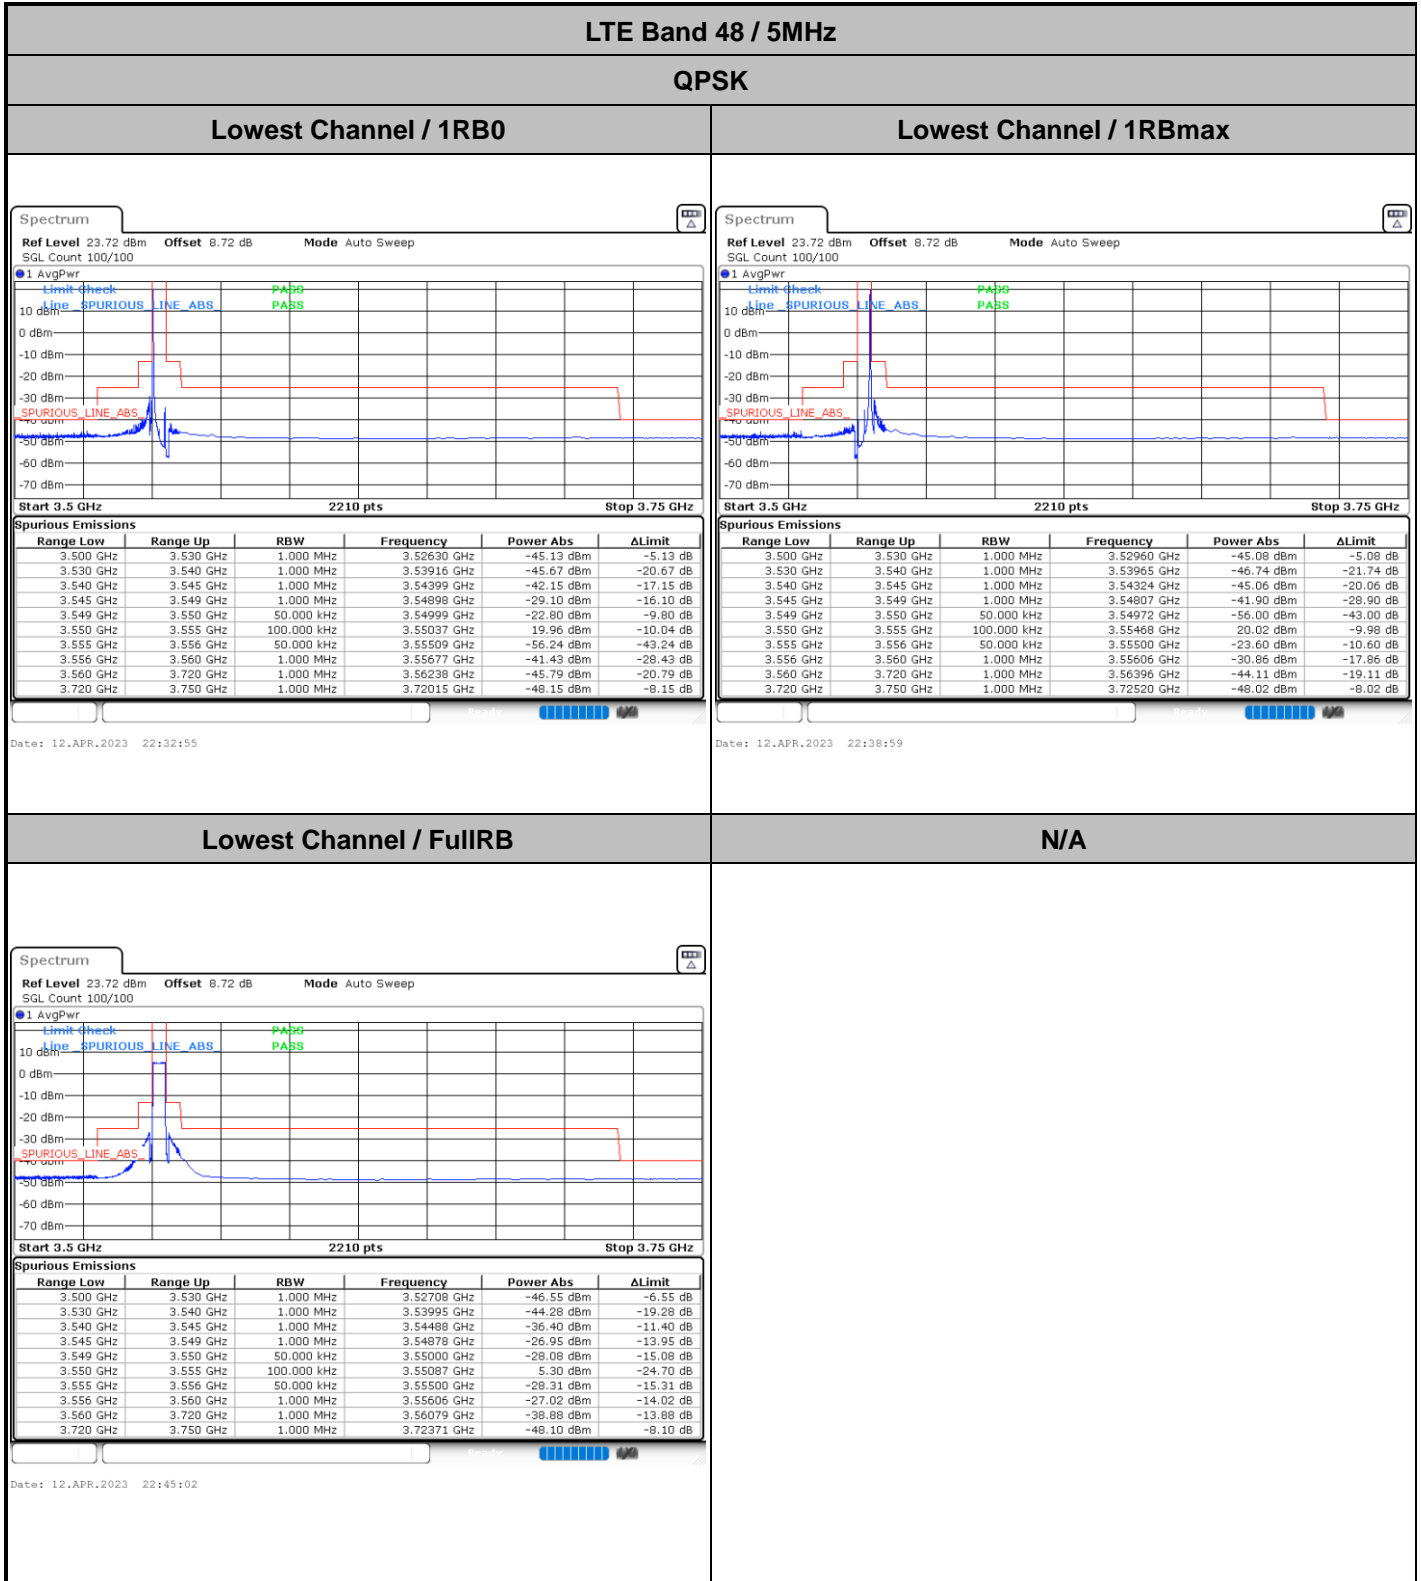 LTE Band 48 / 5MHz
QPSK
Lowest Channel / 1RB0
Lowest Channel / 1RBmax
Spectrum
Ref Level 23.72 dBm Offset 8.72 dB Mode Auto Sweep
SGL Count 100/100
1 AvgPwr
Limit Check PASS
Line _SPURIOUS_LINE_ABS_ PASS
10 dBm
0 dBm
-10 dBm
-20 dBm
-30 dBm
_SPURIOUS_LINE_ABS_
-40 dBm
-50 dBm
-60 dBm
-70 dBm
Start 3.5 GHz 2210 pts Stop 3.75 GHz
Spurious Emissions
Range Low Range Up RBW Frequency Power Abs ΔLimit
3.500 GHz 3.530 GHz 1.000 MHz 3.52630 GHz -45.13 dBm -5.13 dB
3.530 GHz 3.540 GHz 1.000 MHz 3.53916 GHz -45.67 dBm -20.67 dB
3.540 GHz 3.545 GHz 1.000 MHz 3.54399 GHz -42.15 dBm -17.15 dB
3.545 GHz 3.549 GHz 1.000 MHz 3.54898 GHz -29.10 dBm -16.10 dB
3.549 GHz 3.550 GHz 50.000 kHz 3.54999 GHz -22.80 dBm -9.80 dB
3.550 GHz 3.555 GHz 100.000 kHz 3.55037 GHz 19.96 dBm -10.04 dB
3.555 GHz 3.556 GHz 50.000 kHz 3.55509 GHz -56.24 dBm -43.24 dB
3.556 GHz 3.560 GHz 1.000 MHz 3.55677 GHz -41.43 dBm -28.43 dB
3.560 GHz 3.720 GHz 1.000 MHz 3.56238 GHz -45.79 dBm -20.79 dB
3.720 GHz 3.750 GHz 1.000 MHz 3.72015 GHz -48.15 dBm -8.15 dB
Ready
Date: 12.APR.2023 22:32:55
Spectrum
Ref Level 23.72 dBm Offset 8.72 dB Mode Auto Sweep
SGL Count 100/100
1 AvgPwr
Limit Check PASS
Line _SPURIOUS_LINE_ABS_ PASS
10 dBm
0 dBm
-10 dBm
-20 dBm
-30 dBm
_SPURIOUS_LINE_ABS_
-40 dBm
-50 dBm
-60 dBm
-70 dBm
Start 3.5 GHz 2210 pts Stop 3.75 GHz
Spurious Emissions
Range Low Range Up RBW Frequency Power Abs ΔLimit
3.500 GHz 3.530 GHz 1.000 MHz 3.52960 GHz -45.08 dBm -5.08 dB
3.530 GHz 3.540 GHz 1.000 MHz 3.53965 GHz -46.74 dBm -21.74 dB
3.540 GHz 3.545 GHz 1.000 MHz 3.54324 GHz -45.06 dBm -20.06 dB
3.545 GHz 3.549 GHz 1.000 MHz 3.54807 GHz -41.90 dBm -28.90 dB
3.549 GHz 3.550 GHz 50.000 kHz 3.54972 GHz -56.00 dBm -43.00 dB
3.550 GHz 3.555 GHz 100.000 kHz 3.55468 GHz 20.02 dBm -9.98 dB
3.555 GHz 3.556 GHz 50.000 kHz 3.55500 GHz -23.60 dBm -10.60 dB
3.556 GHz 3.560 GHz 1.000 MHz 3.55606 GHz -30.86 dBm -17.86 dB
3.560 GHz 3.720 GHz 1.000 MHz 3.56396 GHz -44.11 dBm -19.11 dB
3.720 GHz 3.750 GHz 1.000 MHz 3.72520 GHz -48.02 dBm -8.02 dB
Ready
Date: 12.APR.2023 22:38:59
Lowest Channel / FullRB
N/A
Spectrum
Ref Level 23.72 dBm Offset 8.72 dB Mode Auto Sweep
SGL Count 100/100
1 AvgPwr
Limit Check PASS
Line _SPURIOUS_LINE_ABS_ PASS
10 dBm
0 dBm
-10 dBm
-20 dBm
-30 dBm
_SPURIOUS_LINE_ABS_
-40 dBm
-50 dBm
-60 dBm
-70 dBm
Start 3.5 GHz 2210 pts Stop 3.75 GHz
Spurious Emissions
Range Low Range Up RBW Frequency Power Abs ΔLimit
3.500 GHz 3.530 GHz 1.000 MHz 3.52708 GHz -46.55 dBm -6.55 dB
3.530 GHz 3.540 GHz 1.000 MHz 3.53995 GHz -44.28 dBm -19.28 dB
3.540 GHz 3.545 GHz 1.000 MHz 3.54488 GHz -36.40 dBm -11.40 dB
3.545 GHz 3.549 GHz 1.000 MHz 3.54878 GHz -26.95 dBm -13.95 dB
3.549 GHz 3.550 GHz 50.000 kHz 3.55000 GHz -28.08 dBm -15.08 dB
3.550 GHz 3.555 GHz 100.000 kHz 3.55087 GHz 5.30 dBm -24.70 dB
3.555 GHz 3.556 GHz 50.000 kHz 3.55500 GHz -28.31 dBm -15.31 dB
3.556 GHz 3.560 GHz 1.000 MHz 3.55606 GHz -27.02 dBm -14.02 dB
3.560 GHz 3.720 GHz 1.000 MHz 3.56079 GHz -38.88 dBm -13.88 dB
3.720 GHz 3.750 GHz 1.000 MHz 3.72371 GHz -48.10 dBm -8.10 dB
Ready
Date: 12.APR.2023 22:45:02